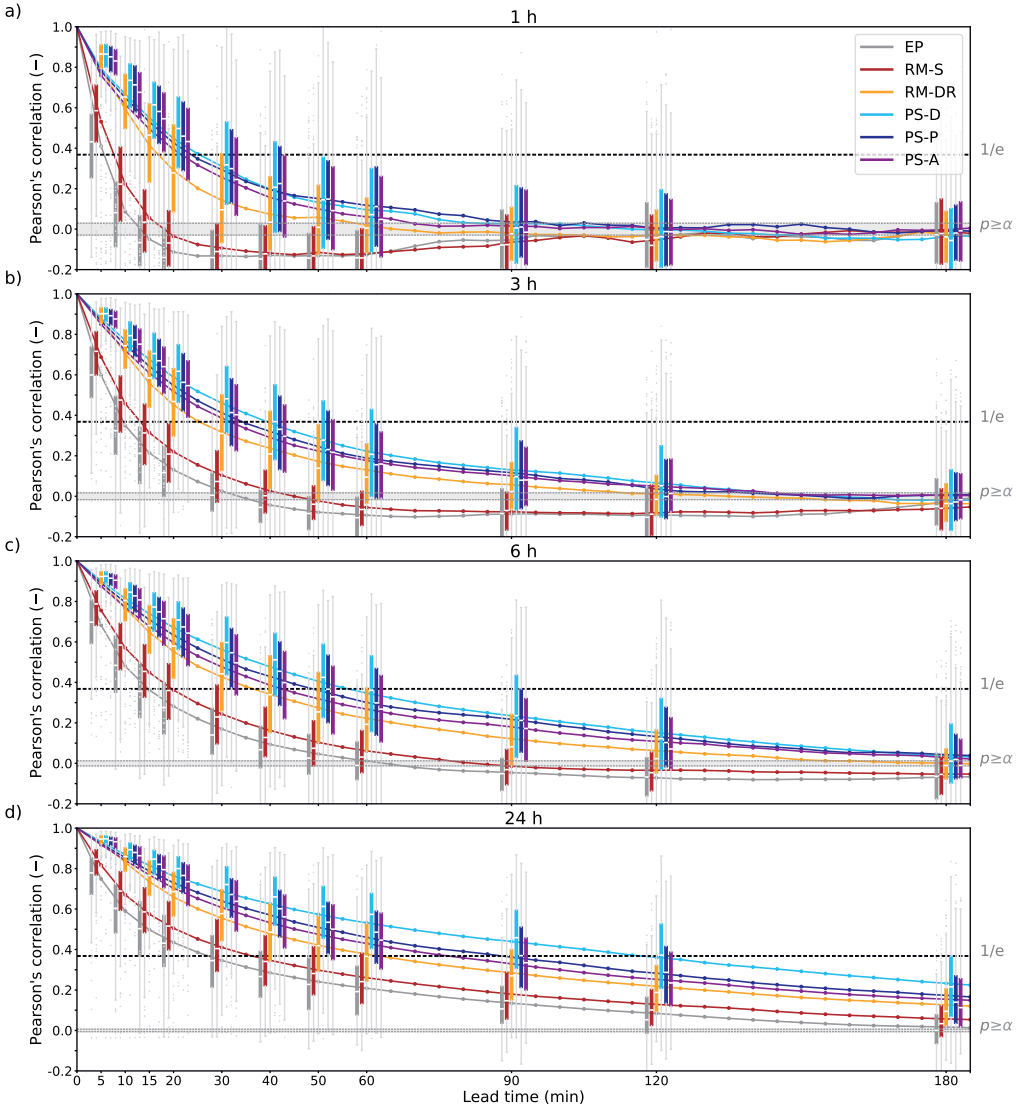 a)
1 h
Pearson's correlation (−)
1.0
0.8
0.6
0.4
0.2
0.0
-0.2
EP
RM-S
RM-DR
PS-D
PS-P
PS-A
1/e
p≥α
b)
3 h
Pearson's correlation (−)
1.0
0.8
0.6
0.4
0.2
0.0
-0.2
1/e
p≥α
c)
6 h
Pearson's correlation (−)
1.0
0.8
0.6
0.4
0.2
0.0
-0.2
1/e
p≥α
d)
24 h
Pearson's correlation (−)
1.0
0.8
0.6
0.4
0.2
0.0
-0.2
1/e
p≥α
0 5 10 15 20 30 40 50 60 90 120 180
Lead time (min)